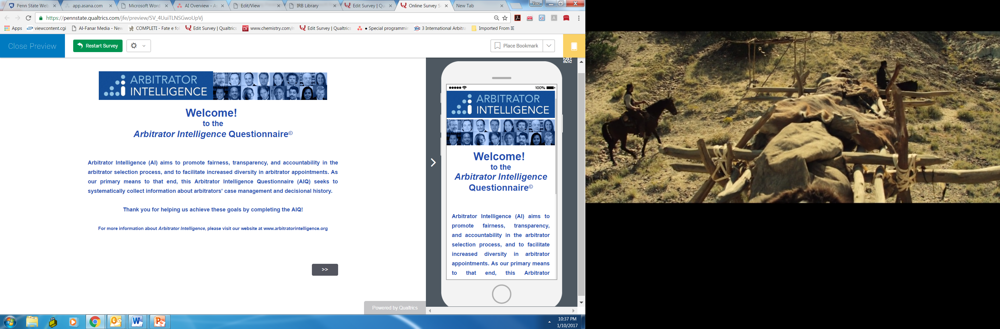 Penn State Web
app.asana.com
Microsoft Word
AI Overview - A
Edit/View
IRB Library
Edit Survey | Qu
Online Survey S
New Tab
You
https://pennstate.qualtrics.com/jfe/preview/SV_4UuiTLNSGwoUpVj
Apps
viewcontent.cgi
Al-Fanar Media - New
COMPLETI - Fate e fol
Edit Survey | Qualtrics
www.chemistry.com/r
Edit Survey | Qualtrics
● Special programmin
3 International Arbitra
Imported From IE
Close Preview
Restart Survey
Place Bookmark
ARBITRATOR
INTELLIGENCE
Welcome!
to the
Arbitrator Intelligence Questionnaire©
Arbitrator Intelligence (AI) aims to promote fairness, transparency, and accountability in the
arbitrator selection process, and to facilitate increased diversity in arbitrator appointments. As
our primary means to that end, this Arbitrator Intelligence Questionnaire (AIQ) seeks to
systematically collect information about arbitrators' case management and decisional history.
Thank you for helping us achieve these goals by completing the AIQ!
For more information about Arbitrator Intelligence, please visit our website at www.arbitratorintelligence.org
>>
Powered by Qualtrics
100%
ARBITRATOR
INTELLIGENCE
Welcome!
to the
Arbitrator Intelligence
Questionnaire©
Arbitrator Intelligence (AI) aims to
promote fairness, transparency,
and accountability in the arbitrator
selection process, and to facilitate
increased diversity in arbitrator
appointments. As our primary means
to that end, this Arbitrator
10:37 PM
1/10/2017